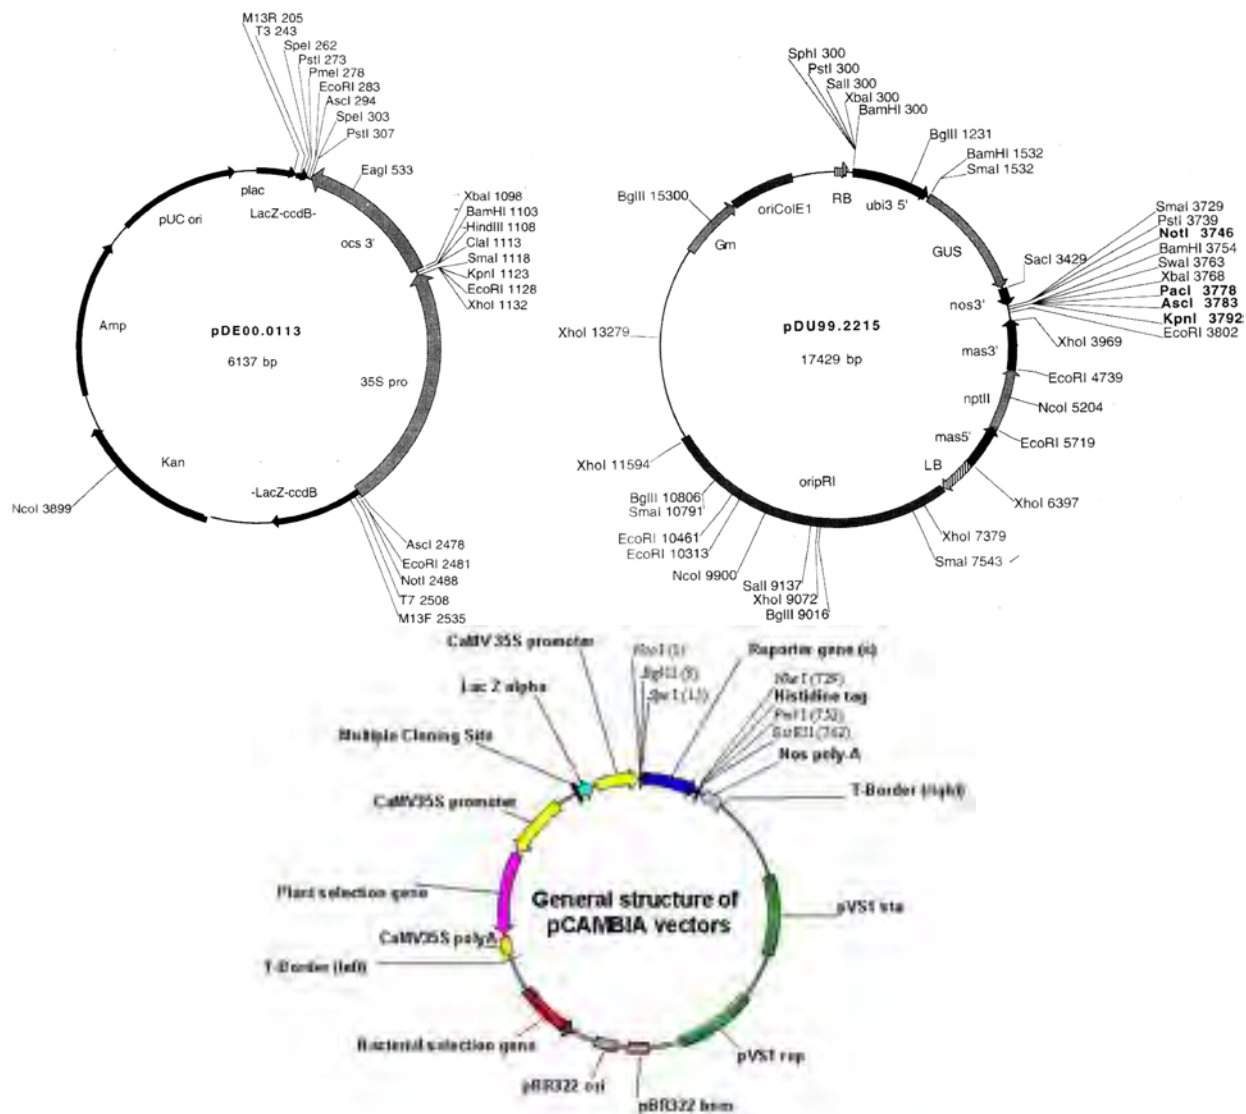 M13R 205
T3 243
SpeI 262
PstI 273
PmeI 278
EcoRI 283
AscI 294
SpeI 303
PstI 307
EagI 533
plac
LacZ-ccdB-
pUC ori
ocs 3'
XbaI 1098
BamHI 1103
HindIII 1108
ClaI 1113
SmaI 1118
KpnI 1123
EcoRI 1128
XhoI 1132
Amp
pDE00.0113
6137 bp
35S pro
Kan
-LacZ-ccdB
NcoI 3899
AscI 2478
EcoRI 2481
NotI 2488
T7 2508
M13F 2535
SphI 300
PstI 300
SalI 300
XbaI 300
BamHI 300
BglII 1231
BamHI 1532
SmaI 1532
BglII 15300
oriColE1
RB
ubi3 5'
Gm
GUS
SacI 3429
SmaI 3729
PstI 3739
NotI 3746
BamHI 3754
SwaI 3763
XbaI 3768
PacI 3778
AscI 3783
KpnI 3792
EcoRI 3802
nos3'
XhoI 13279
pDU99.2215
17429 bp
XhoI 3969
mas3'
EcoRI 4739
nptII
NcoI 5204
mas5'
EcoRI 5719
LB
XhoI 11594
oripRI
XhoI 6397
BglII 10806
SmaI 10791
EcoRI 10461
EcoRI 10313
NcoI 9900
SalI 9137
XhoI 9072
BglII 9016
XhoI 7379
SmaI 7543
CaMV 35S promoter
Reporter gene (s)
Lac Z alpha
Histidine tag
Multiple Cloning Site
Nos poly-A
T-Border (right)
CaMV35S promoter
Plant selection gene
General structure of
pCAMBIA vectors
pVS1 sta
CaMV35S polyA
T-Border (left)
Bacterial selection gene
pVS1 rep
pBR322 ori
pBR322 bom